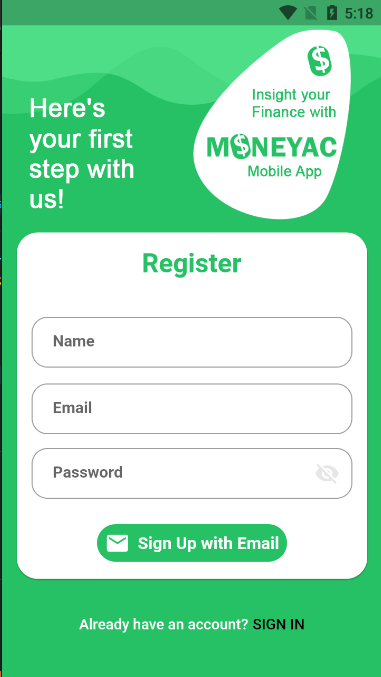 5:18
Here's
your first
step with
us!
Insight your
Finance with
MONEYAC
Mobile App
Register
Name
Email
Password
Sign Up with Email
Already have an account? SIGN IN